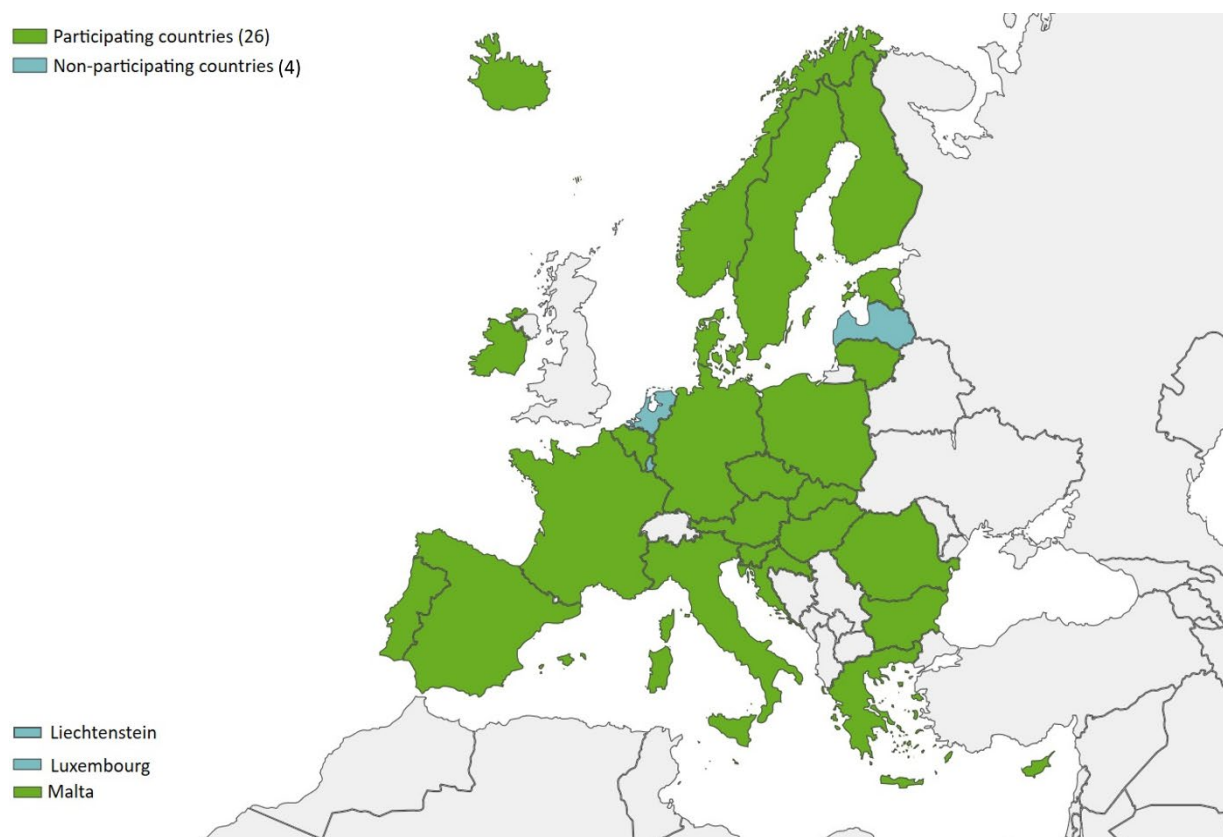 Participating countries (26)
Non-participating countries (4)
Liechtenstein
Luxembourg
Malta